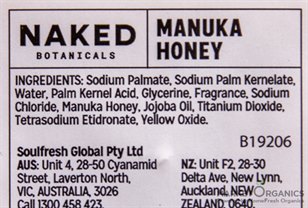 NAKED
BOTANICALS
MANUKA
HONEY
INGREDIENTS: Sodium Palmate, Sodium Palm Kernelate,
Water, Palm Kernel Acid, Glycerine, Fragrance, Sodium
Chloride, Manuka Honey, Jojoba Oil, Titanium Dioxide,
Tetrasodium Etidronate, Yellow Oxide.
B19206
Soulfresh Global Pty Ltd
AUS: Unit 4, 28-50 Cyanamid
Street, Laverton North,
VIC, AUSTRALIA, 3026
Call 1300 458 423
NZ: Unit F2, 28-30
Delta Ave, New Lynn,
Auckland, NEW
ZEALAND, 0640
ORGANICS